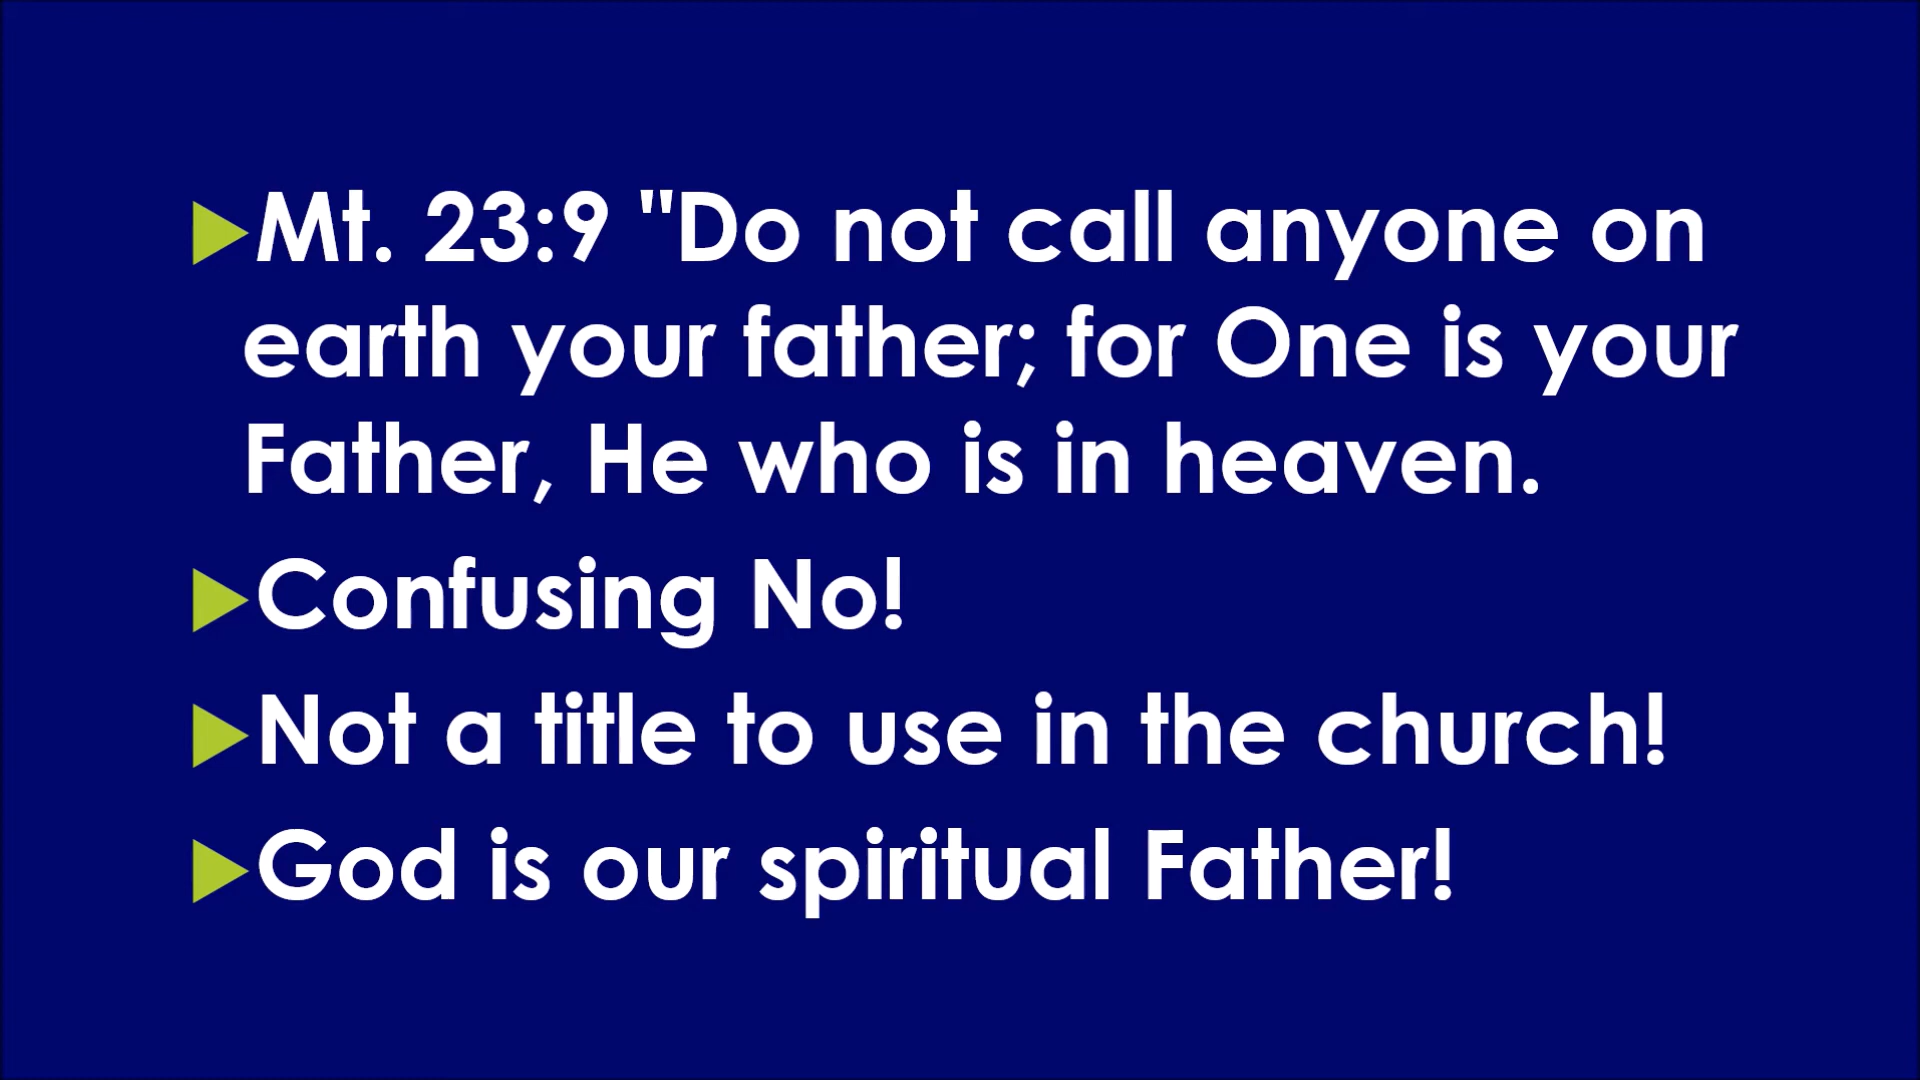 Mt. 23:9 "Do not call anyone on
earth your father; for One is your
Father, He who is in heaven.
Confusing No!
Not a title to use in the church!
God is our spiritual Father!